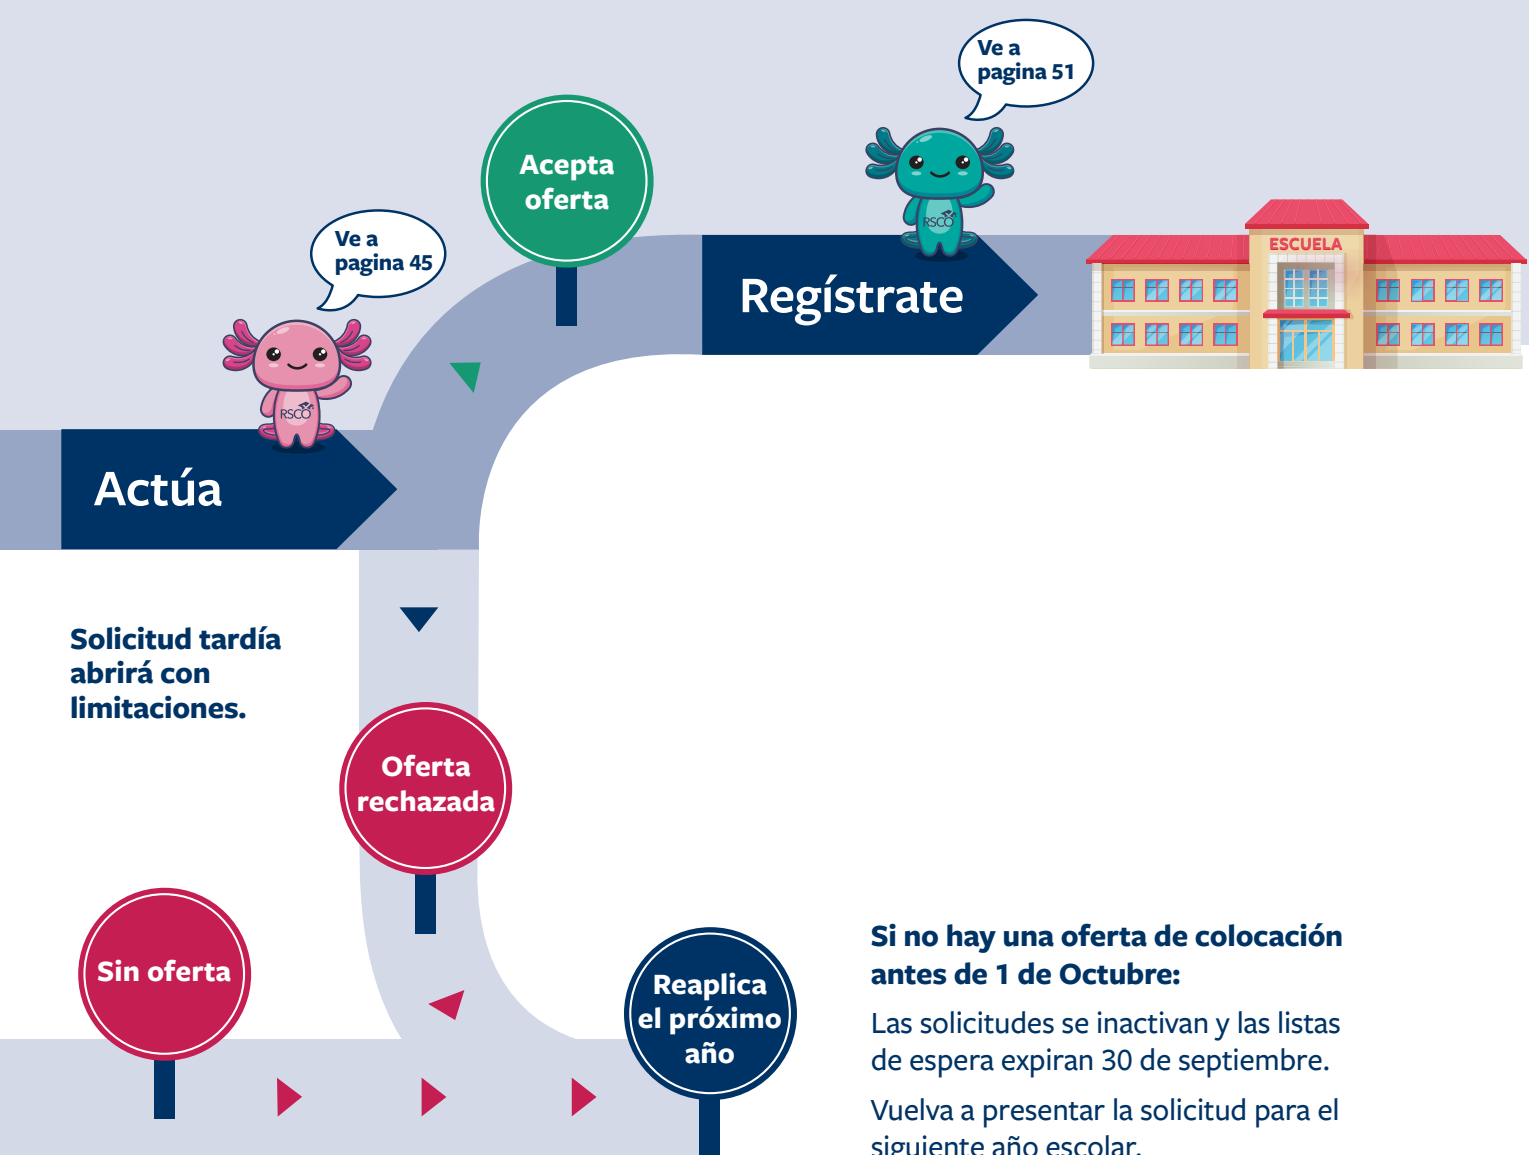 Ve a
pagina 51
Acepta
oferta
RSCO
Ve a
pagina 45
ESCUELA
Regístrate
RSCO
Actúa
Solicitud tardía
abrirá con
limitaciones.
Oferta
rechazada
Sin oferta
Reaplica
el próximo
año
Si no hay una oferta de colocación
antes de 1 de Octubre:
Las solicitudes se inactivan y las listas
de espera expiran 30 de septiembre.
Vuelva a presentar la solicitud para el
siguiente año escolar.